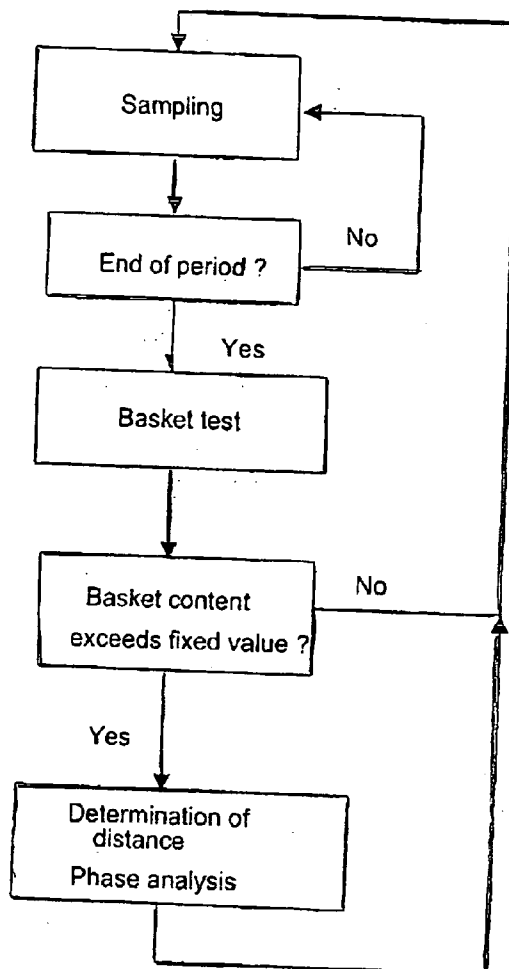 Sampling
No
End of period ?
Yes
Basket test
Basket content
No
exceeds fixed value ?
Yes
Determination of
distance
Phase analysis